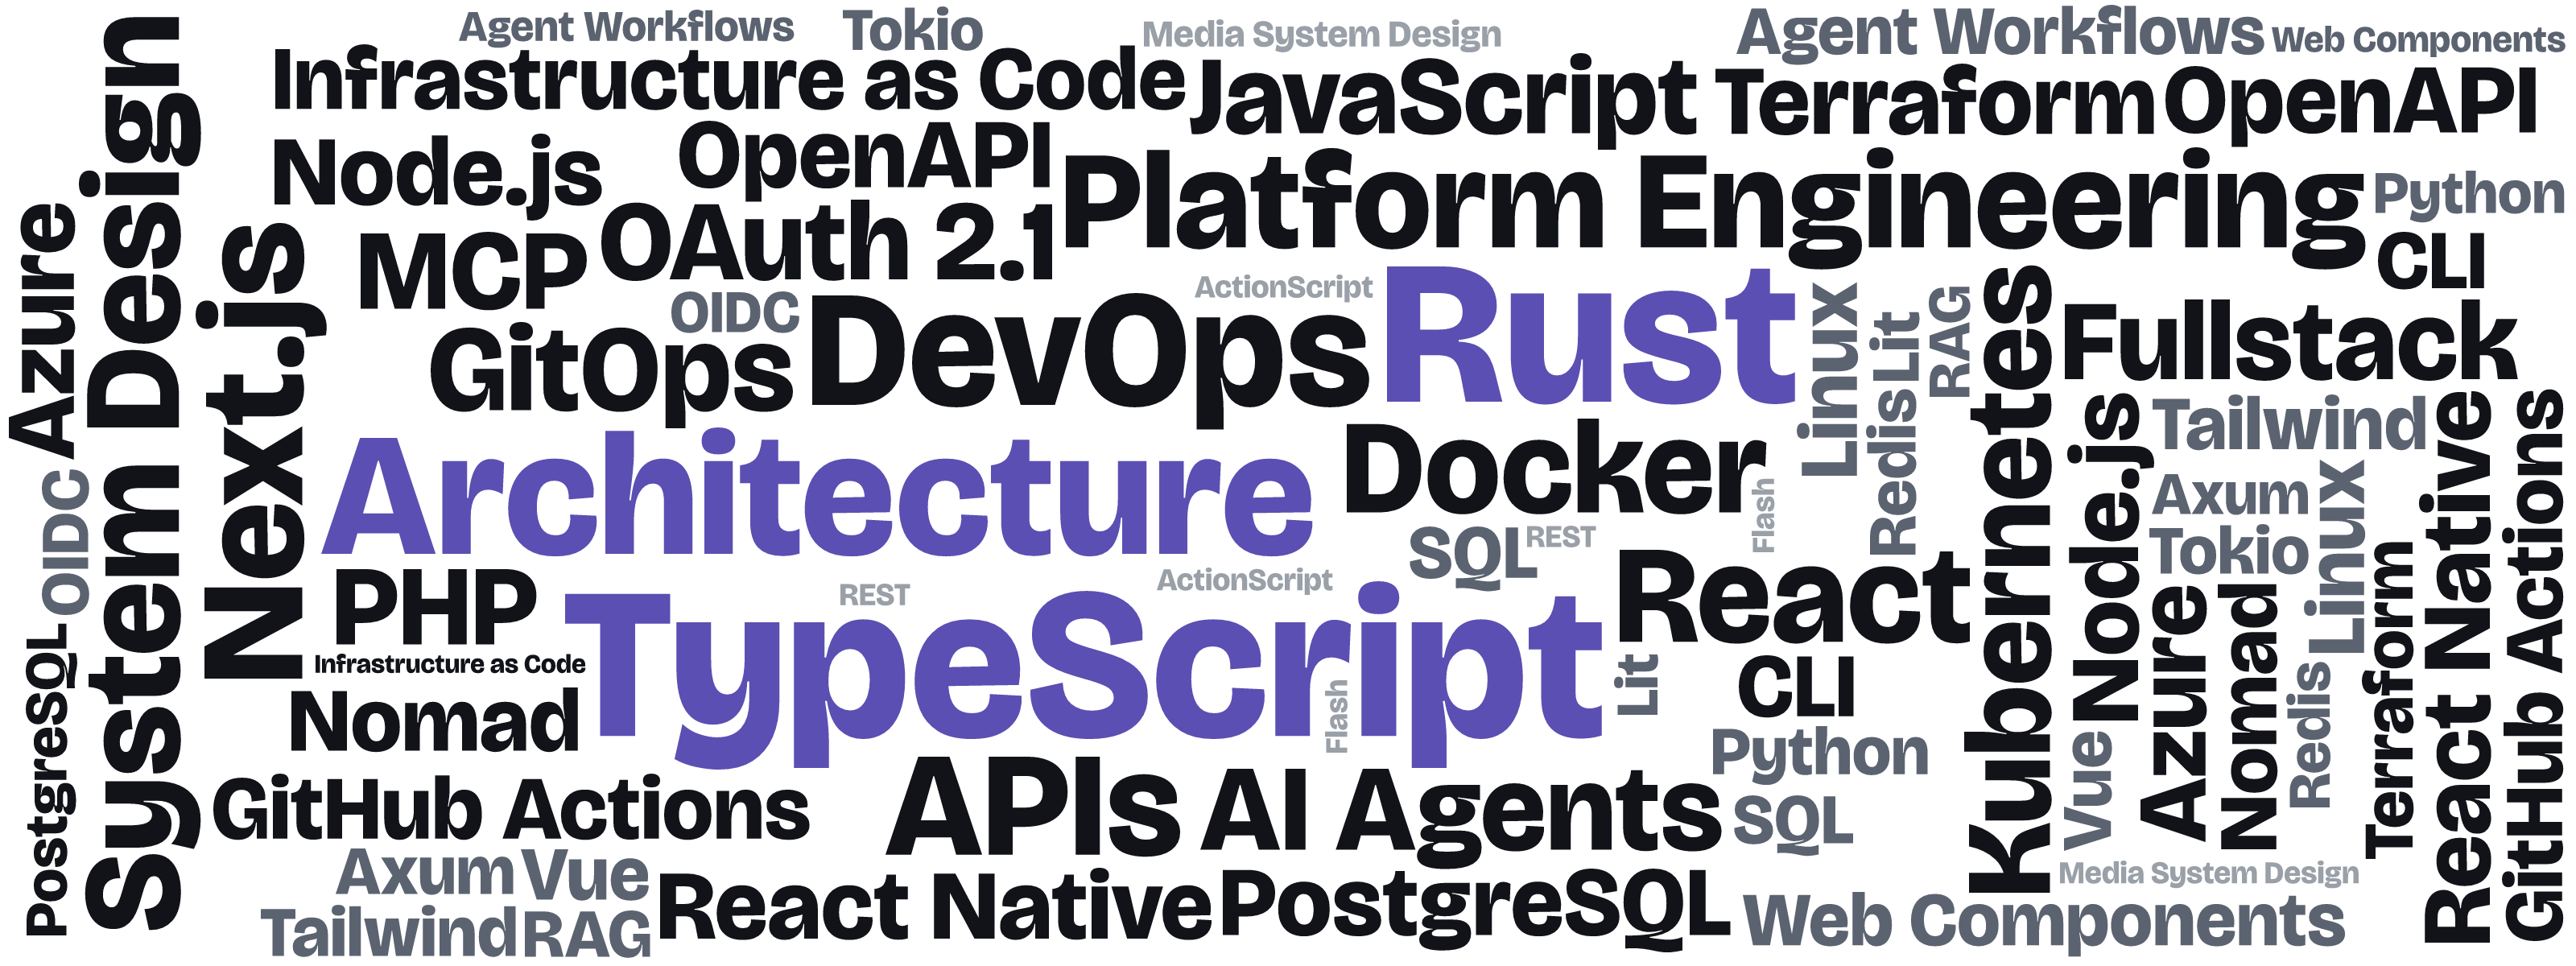 Agent Workflows
Tokio
Media System Design
Agent Workflows
Web Components
Infrastructure as Code
JavaScript
Terraform
OpenAPI
Node.js
OpenAPI
Platform Engineering
Python
System Design
Azure
Next.js
MCP
OAuth 2.1
CLI
OIDC
ActionScript
Rust
Linux
Lit
RAG
Kubernetes
Fullstack
GitOps
DevOps
Redis
Node.js
Tailwind
React Native
GitHub Actions
Architecture
Docker
Flash
OIDC
SQL
REST
Axum
Tokio
Linux
PHP
REST
ActionScript
React
Azure
Nomad
Terraform
PostgreSQL
Infrastructure as Code
TypeScript
Flash
Lit
CLI
Redis
Nomad
Python
Vue
GitHub Actions
APIs
AI Agents
SQL
Axum
Vue
Media System Design
Tailwind
RAG
React Native
PostgreSQL
Web Components